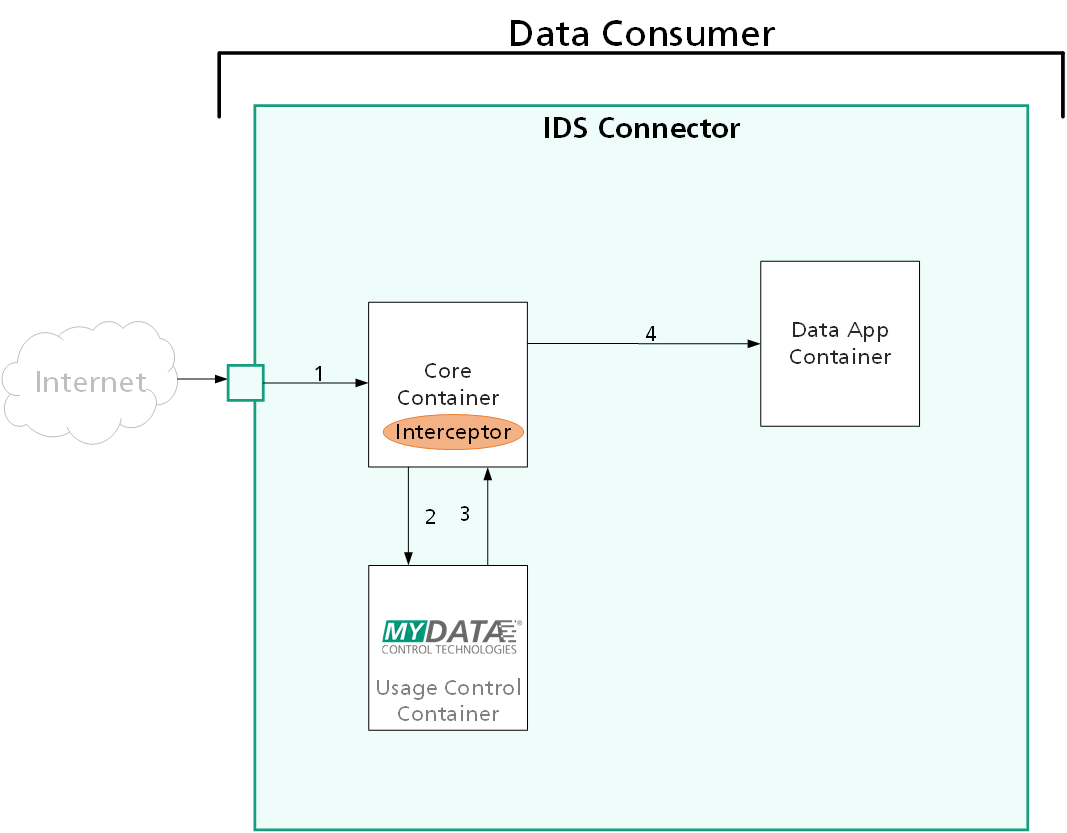 Data Consumer
IDS Connector
Internet
1
Core
Container
Interceptor
4
Data App
Container
2
3
MYDATA®
CONTROL TECHNOLOGIES
Usage Control
Container